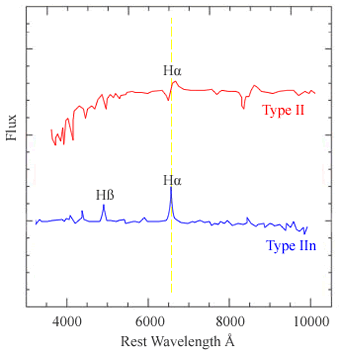 Hα
Type II
Flux
Hß
Hα
Type IIn
4000 6000 8000 10000
Rest Wavelength Å